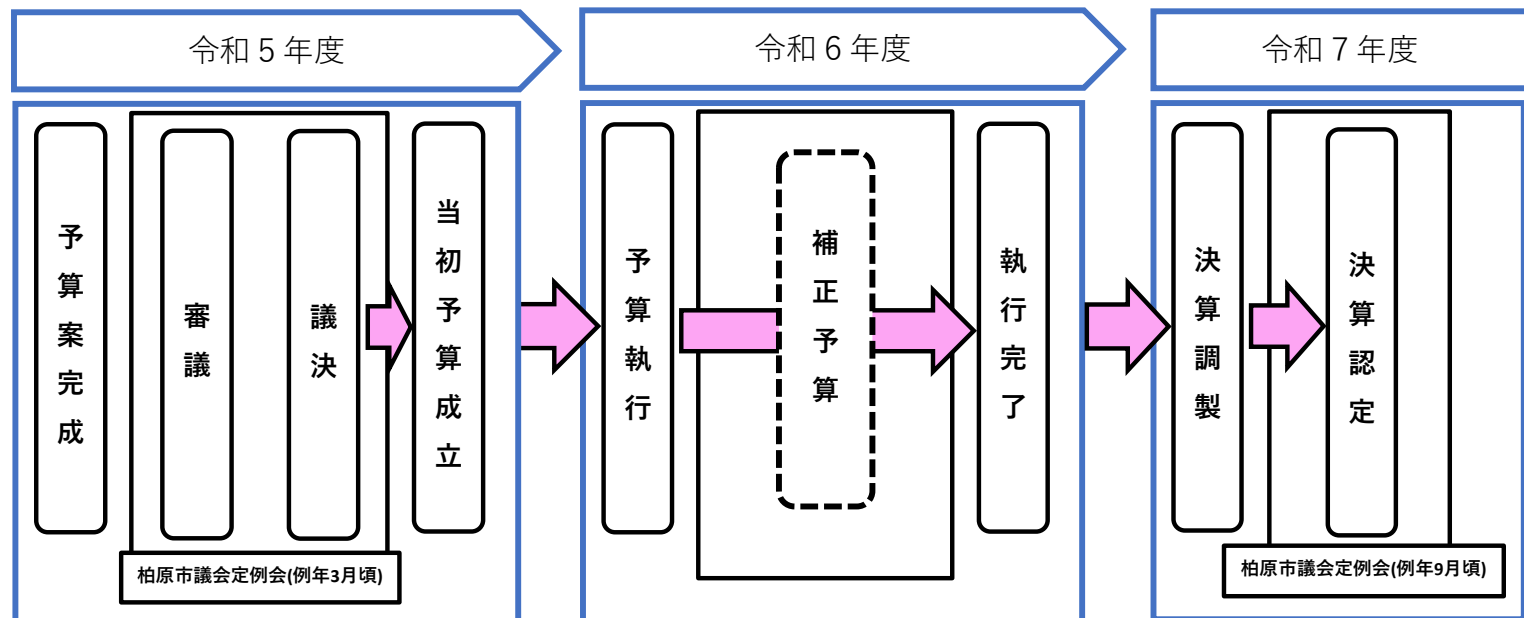 令和5年度
令和6年度
令和7年度
予算案完成
審議
議決
当初予算成立
柏原市議会定例会(例年3月頃)
予算執行
補正予算
執行完了
決算調製
決算認定
柏原市議会定例会(例年9月頃)